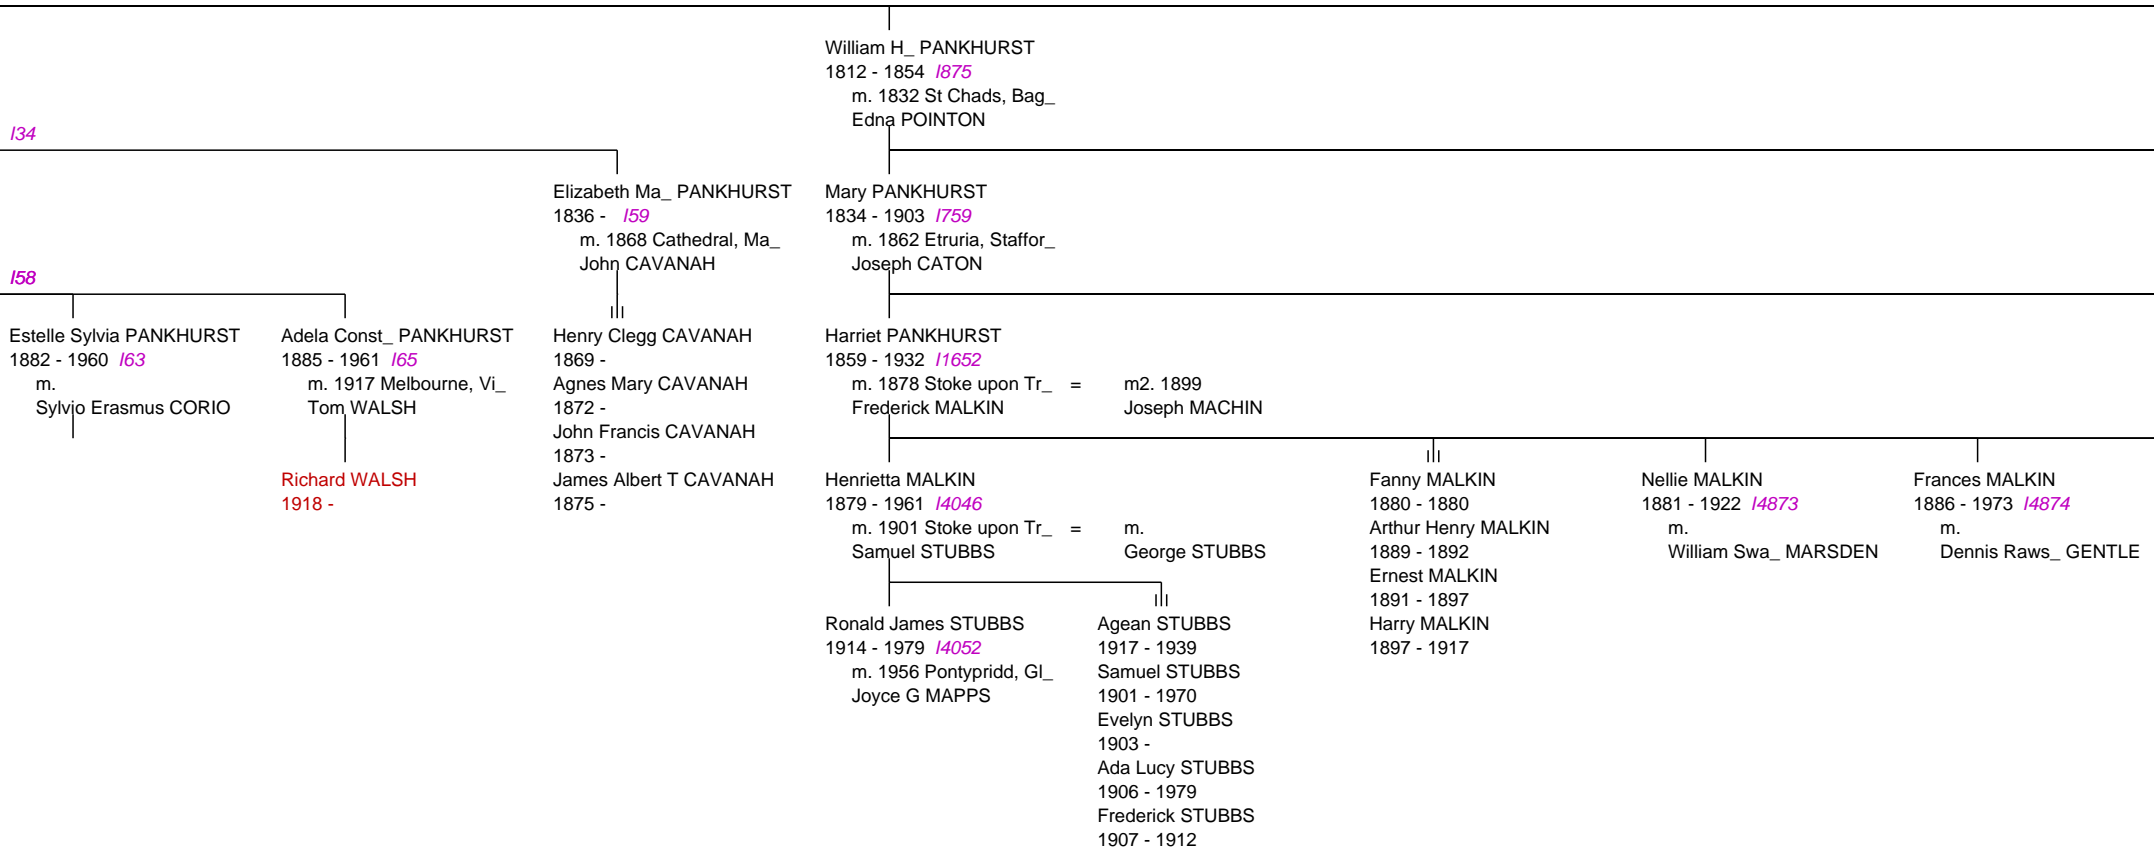 William H_ PANKHURST
1812 - 1854 I875
m. 1832 St Chads, Bag_
Edna POINTON
I34
Elizabeth Ma_ PANKHURST
1836 - I59
m. 1868 Cathedral, Ma_
John CAVANAH
Mary PANKHURST
1834 - 1903 I759
m. 1862 Etruria, Staffor_
Joseph CATON
I58
Estelle Sylvia PANKHURST
1882 - 1960 I63
m.
Sylvio Erasmus CORIO
Adela Const_ PANKHURST
1885 - 1961 I65
m. 1917 Melbourne, Vi_
Tom WALSH
Richard WALSH
1918 -
Henry Clegg CAVANAH
1869 -
Agnes Mary CAVANAH
1872 -
John Francis CAVANAH
1873 -
James Albert T CAVANAH
1875 -
Harriet PANKHURST
1859 - 1932 I1652
m. 1878 Stoke upon Tr_ = m2. 1899
Frederick MALKIN Joseph MACHIN
Henrietta MALKIN
1879 - 1961 I4046
m. 1901 Stoke upon Tr_ = m.
Samuel STUBBS George STUBBS
Ronald James STUBBS
1914 - 1979 I4052
m. 1956 Pontypridd, Gl_
Joyce G MAPPS
Agean STUBBS
1917 - 1939
Samuel STUBBS
1901 - 1970
Evelyn STUBBS
1903 -
Ada Lucy STUBBS
1906 - 1979
Frederick STUBBS
1907 - 1912
Fanny MALKIN
1880 - 1880
Arthur Henry MALKIN
1889 - 1892
Ernest MALKIN
1891 - 1897
Harry MALKIN
1897 - 1917
Nellie MALKIN
1881 - 1922 I4873
m.
William Swa_ MARSDEN
Frances MALKIN
1886 - 1973 I4874
m.
Dennis Raws_ GENTLE